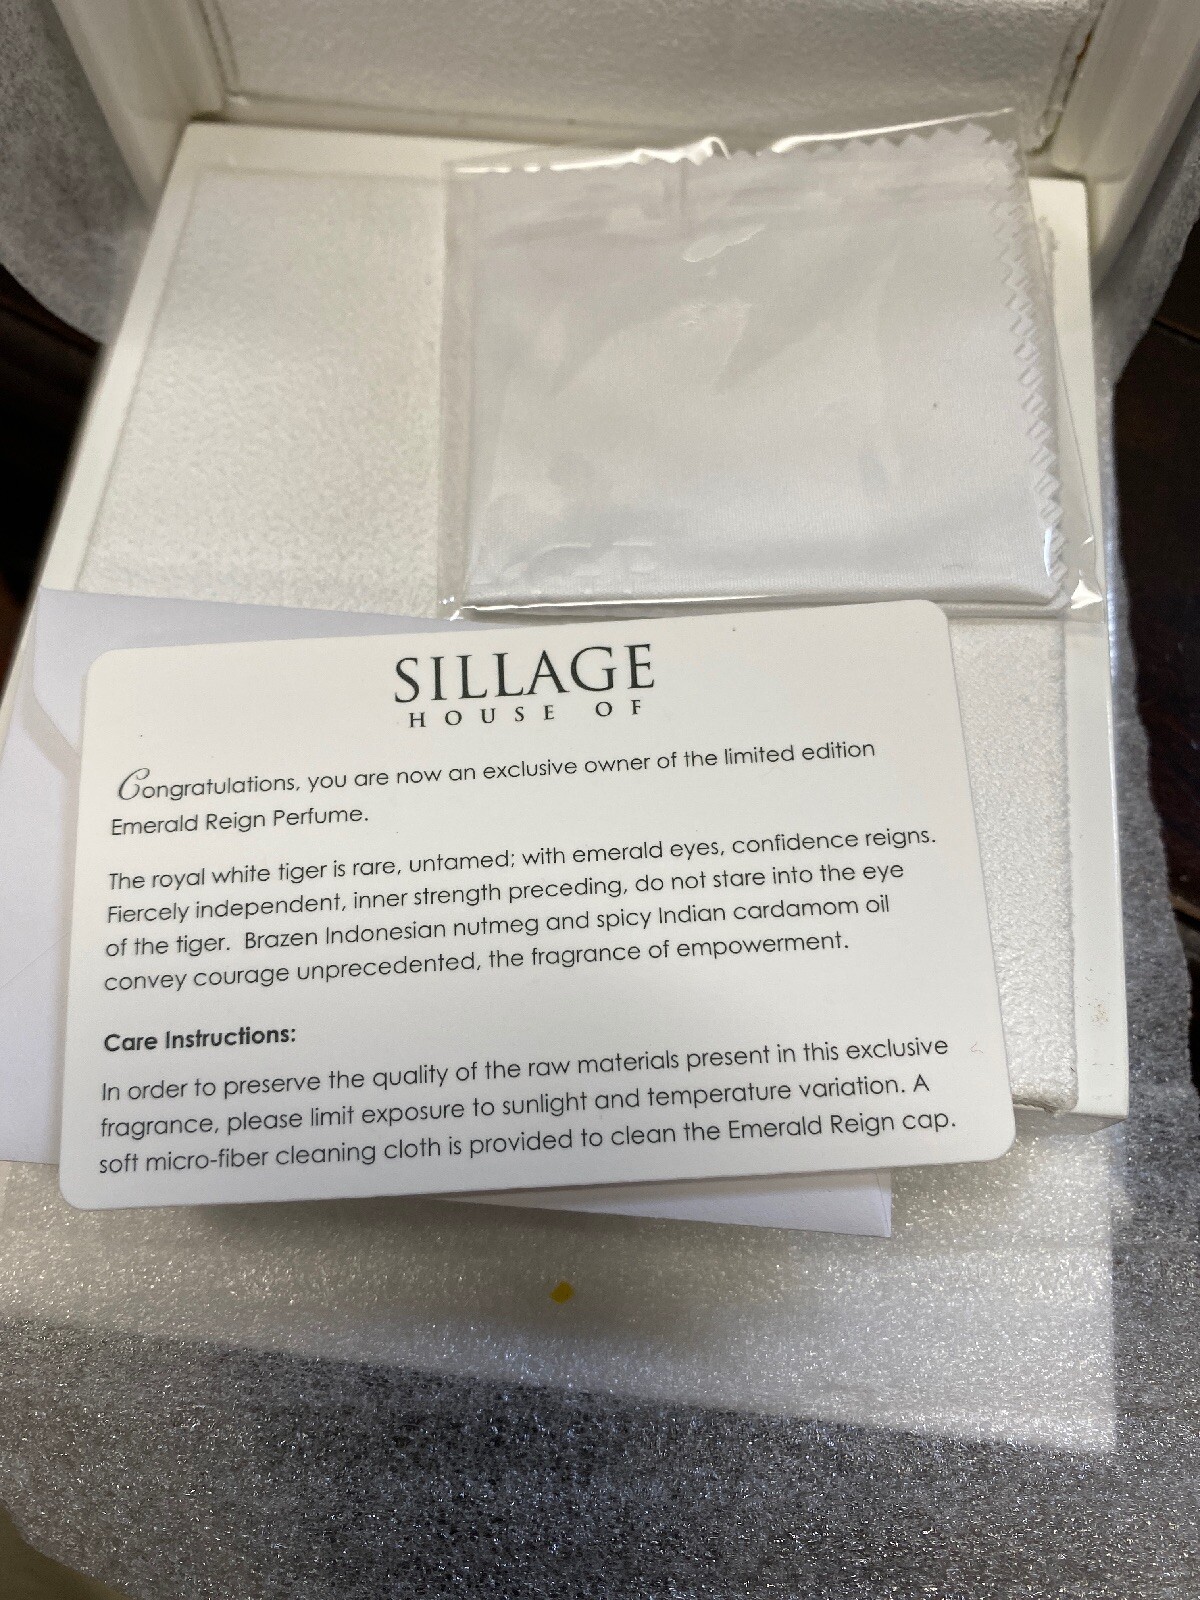 SILLAGE
HOUSE OF
Congratulations, you are now an exclusive owner of the limited edition
Emerald Reign Perfume.
The royal white tiger is rare, untamed; with emerald eyes, confidence reigns.
Fiercely independent, inner strength preceding, do not stare into the eye
of the tiger. Brazen Indonesian nutmeg and spicy Indian cardamom oil
convey courage unprecedented, the fragrance of empowerment.
Care Instructions:
In order to preserve the quality of the raw materials present in this exclusive
fragrance, please limit exposure to sunlight and temperature variation. A
soft micro-fiber cleaning cloth is provided to clean the Emerald Reign cap.